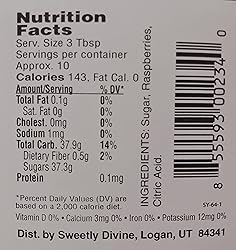 Nutrition
Facts
Serv. Size 3 Tbsp
Servings per container
Approx. 10
Calories 143, Fat Cal. 0
Amount/Serving % DV*
Total Fat 0.1g 0%
Sat. Fat 0g 0%
Cholest. 0mg 0%
Sodium 1mg 0%
Total Carb. 37.9g 14%
Dietary Fiber 0.5g 2%
Sugars 37.3g
Protein 0.1mg
*Percent Daily Values (DV) are
based on a 2,000 calorie diet.
SY-64-1
Vitamin D 0% • Calcium 3mg 0% • Iron 0% • Potassium 12mg 0%
Dist. by Sweetly Divine, Logan, UT 84341
INGREDIENTS: Sugar, Raspberries,
Citric Acid.
8 55593 00234 0